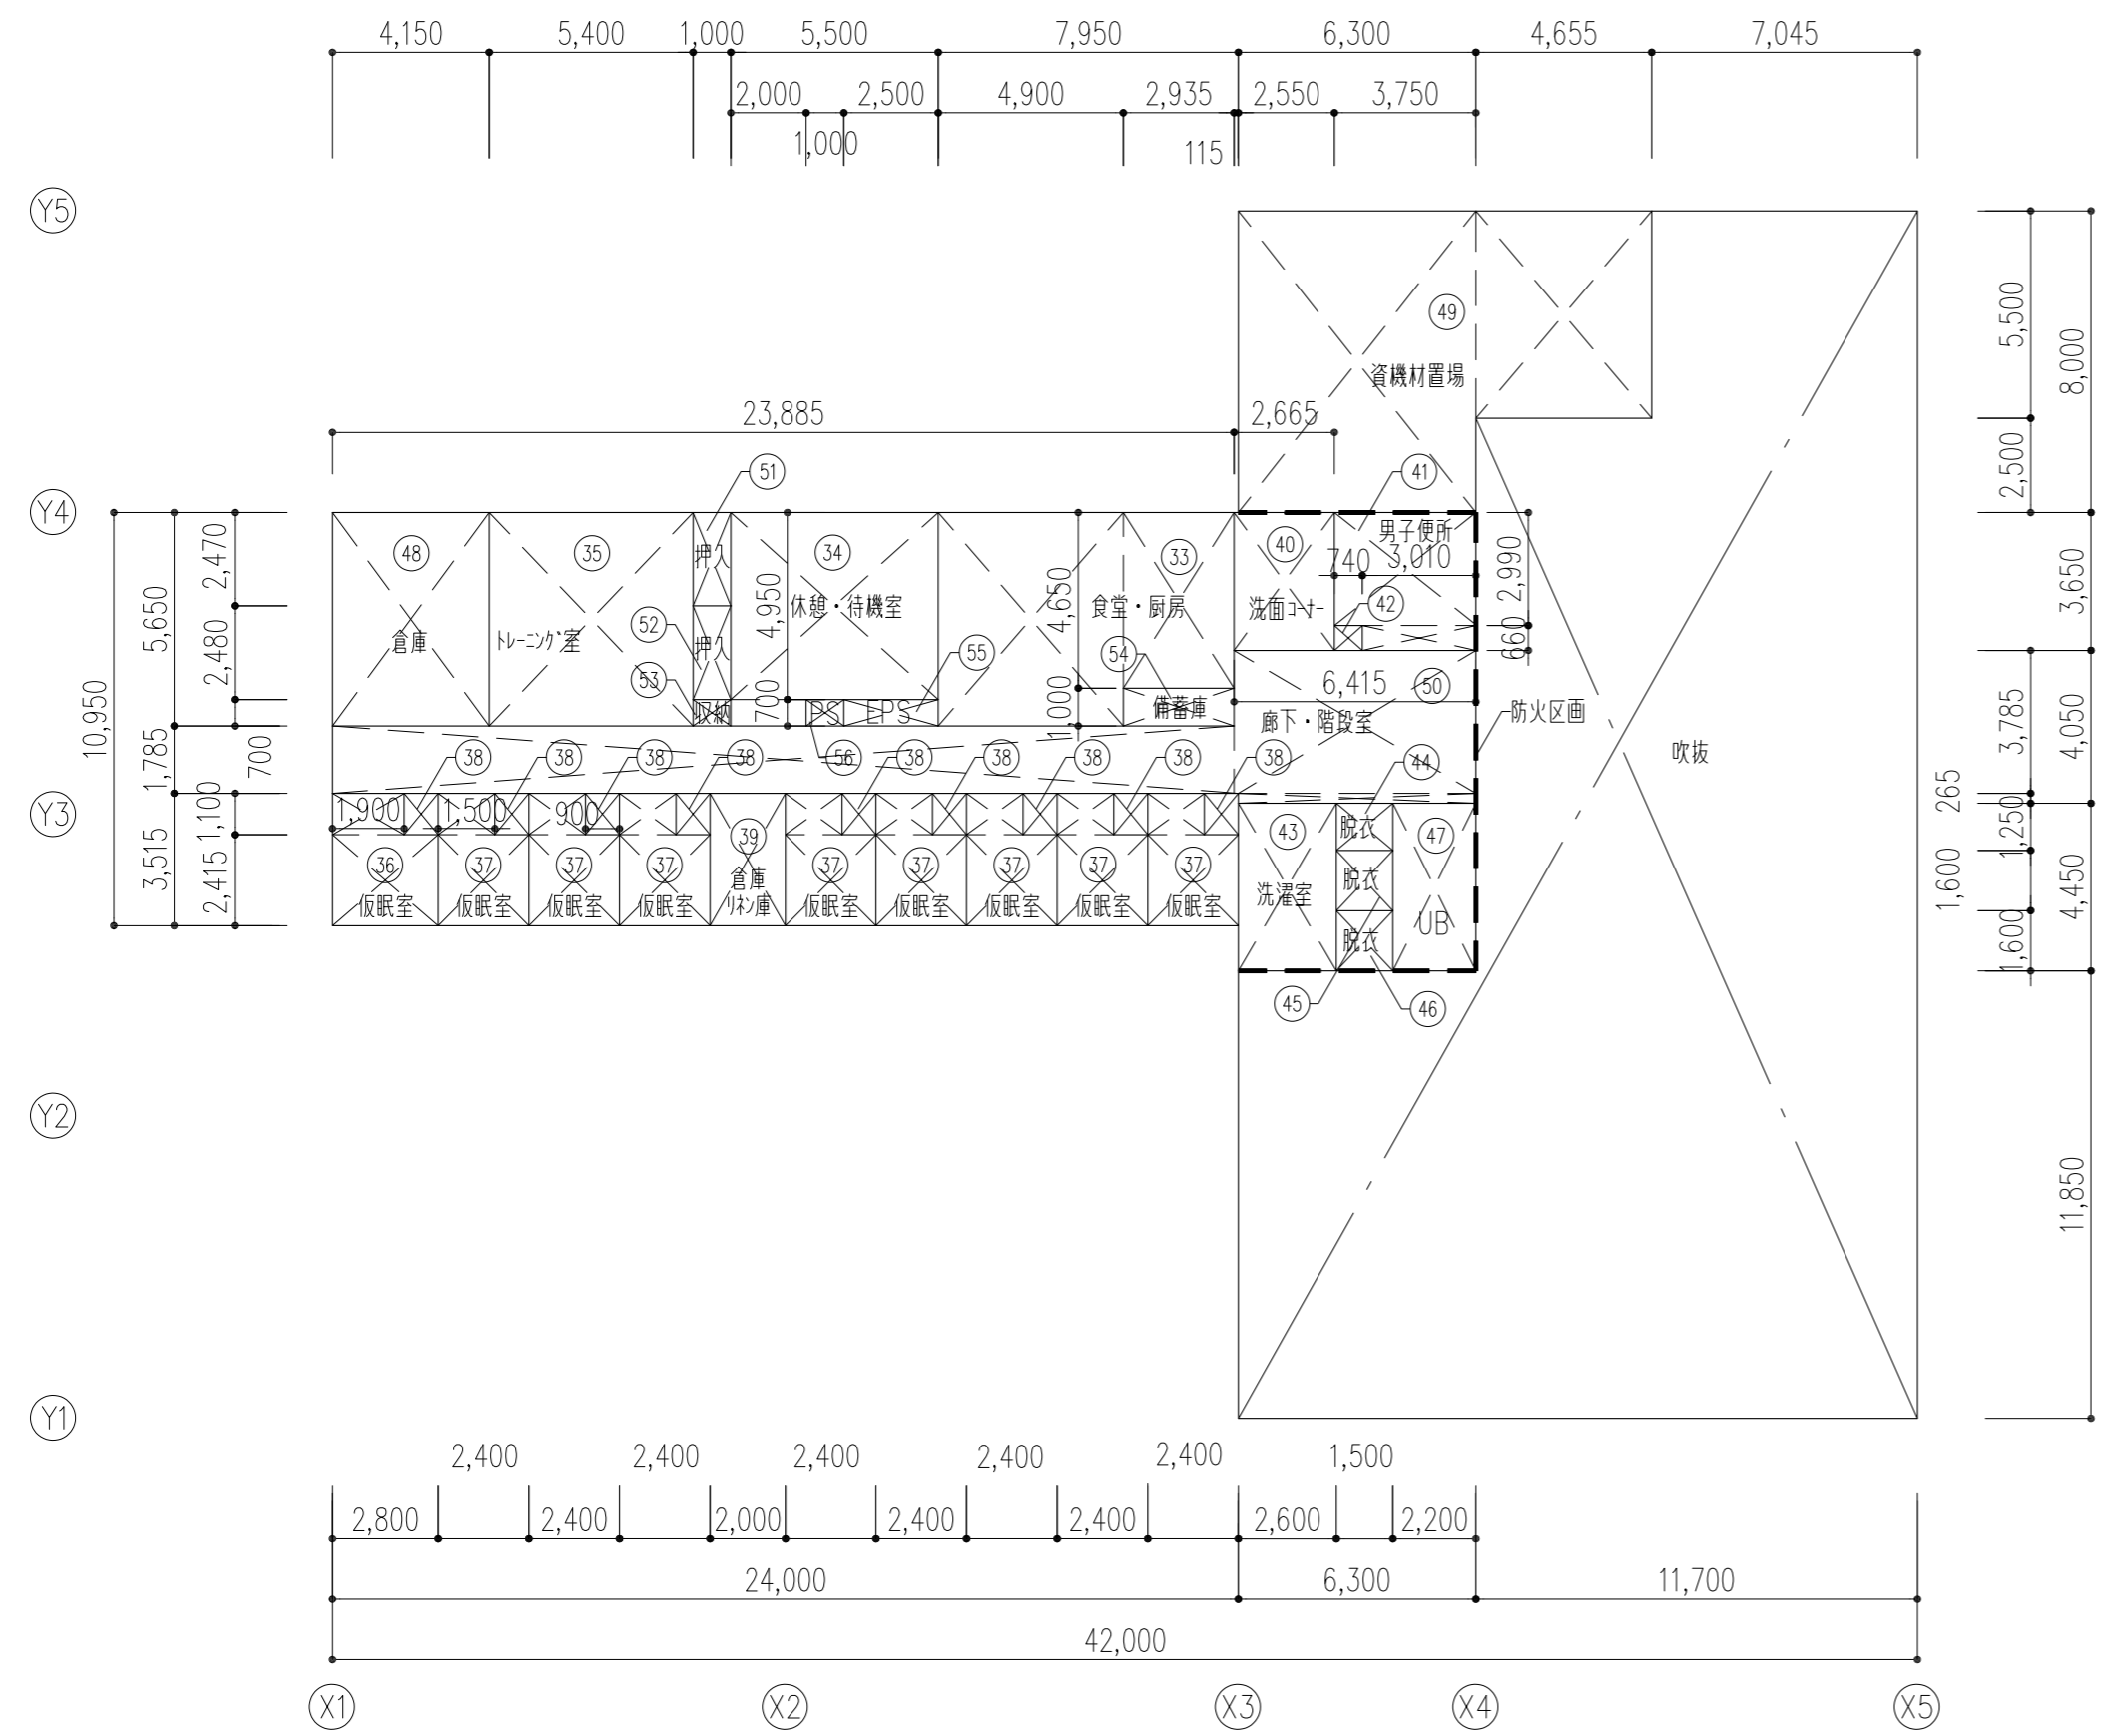 4,150 5,400 1,000 5,500 7,950 6,300 4,655 7,045
2,000 2,500 4,900 2,935 2,550 3,750
1,000 115
Y5
5,500
8,000
49
資機材置場
23,885 2,665
2,500
51 41
Y4
2,470
5,650
2,480
10,950
48 35 押入 34 33 40 男子便所
740 3,010
2,990
3,650
4,950 4,650
休憩・待機室 食堂・厨房 洗面コーナー 42
倉庫 トレーニング室 52 押入
660
53 54 55
収納 700 PS EPS 1,000 備蓄庫
6,415 50
廊下・階段室 防火区画
吹抜
3,785
4,050
1,785
700
38 38 38 38 56 38 38 38 38 44
Y3
1,900 1,500 900
265
1,250
1,100
3,515
2,415
36 37 37 37 39 37 37 37 37 37 43 脱衣 47
仮眠室 仮眠室 仮眠室 仮眠室 倉庫 仮眠室 仮眠室 仮眠室 仮眠室 仮眠室 洗濯室 脱衣
リネン庫
脱衣 UB
1,600
4,450
1,600
45 46
Y2
11,850
Y1
2,400 2,400 2,400 2,400 2,400 1,500
2,800 2,400 2,000 2,400 2,400 2,600 2,200
24,000 6,300 11,700
42,000
X1 X2 X3 X4 X5